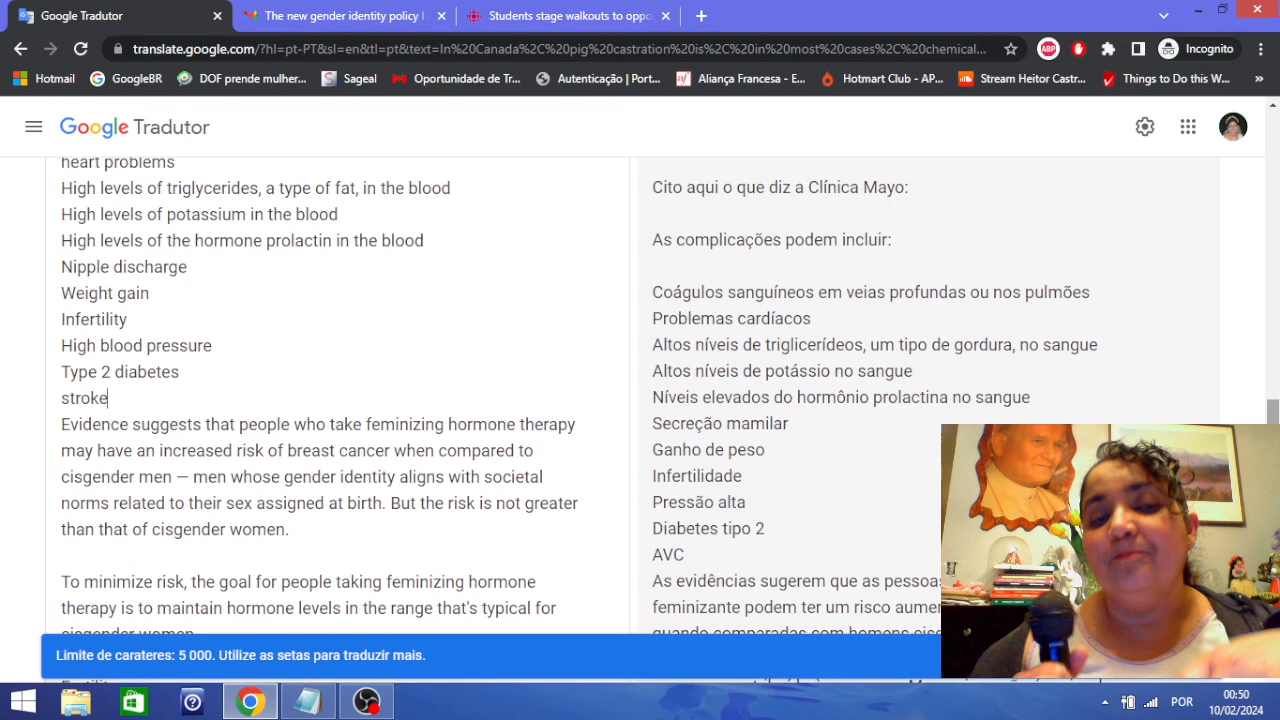 Google Tradutor
The new gender identity policy i
Students stage walkouts to oppo
translate.google.com/?hl=pt-PT&sl=en&tl=pt&text=In%20Canada%2C%20pig%20castration%20is%2C%20in%20most%20cases%2C%20chemical...
ABP
Incognito
Hotmail
GoogleBR
DOF prende mulher...
Sageal
Oportunidade de Tr...
Autenticação | Port...
Aliança Francesa - E...
Hotmart Club - AP...
Stream Heitor Castr...
Things to Do this W...
»
Google Tradutor
heart problems
High levels of triglycerides, a type of fat, in the blood
High levels of potassium in the blood
High levels of the hormone prolactin in the blood
Nipple discharge
Weight gain
Infertility
High blood pressure
Type 2 diabetes
stroke
Evidence suggests that people who take feminizing hormone therapy
may have an increased risk of breast cancer when compared to
cisgender men — men whose gender identity aligns with societal
norms related to their sex assigned at birth. But the risk is not greater
than that of cisgender women.
To minimize risk, the goal for people taking feminizing hormone
therapy is to maintain hormone levels in the range that's typical for
cisgender women
Cito aqui o que diz a Clínica Mayo:
As complicações podem incluir:
Coágulos sanguíneos em veias profundas ou nos pulmões
Problemas cardíacos
Altos níveis de triglicerídeos, um tipo de gordura, no sangue
Altos níveis de potássio no sangue
Níveis elevados do hormônio prolactina no sangue
Secreção mamilar
Ganho de peso
Infertilidade
Pressão alta
Diabetes tipo 2
AVC
As evidências sugerem que as pessoas
feminizante podem ter um risco aume
quando comparadas com homens cisc
Limite de carateres: 5 000. Utilize as setas para traduzir mais.
POR
00:50
10/02/2024